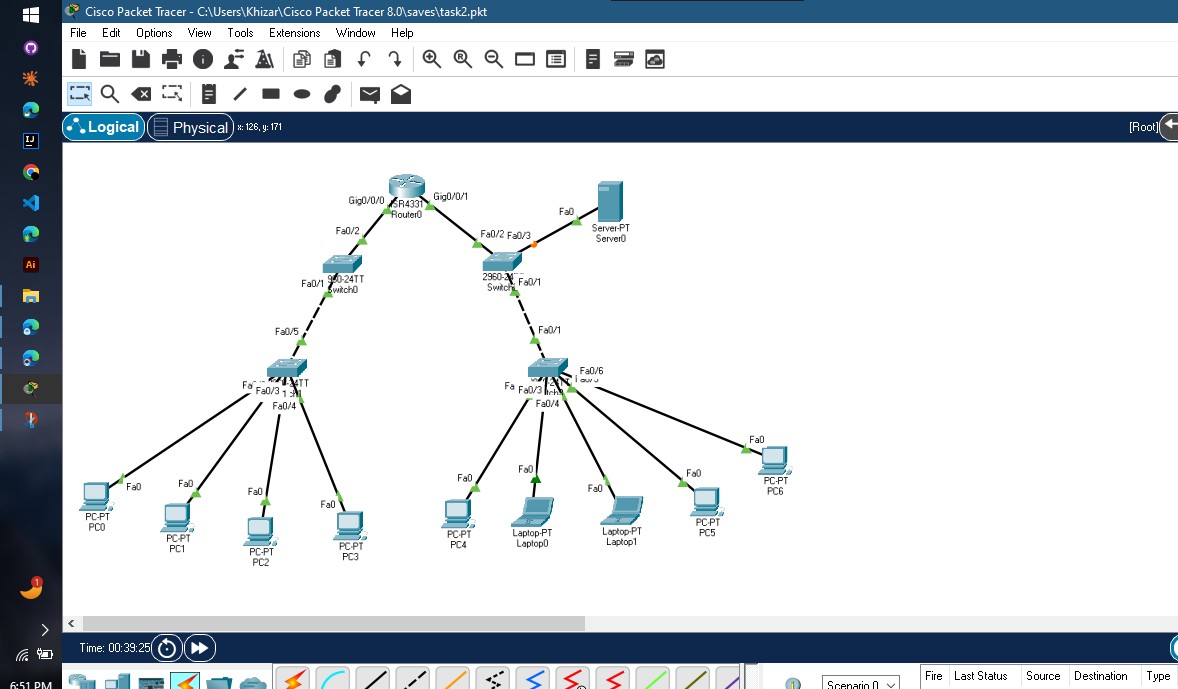 Cisco Packet Tracer - C:\Users\Khizar\Cisco Packet Tracer 8.0\saves\task2.pkt
File Edit Options View Tools Extensions Window Help
Logical Physical x: 126, y: 171 [Root]
Gig0/0/0 Gig0/0/1
ISR4331
Router0
Fa0
Server-PT
Server0
Fa0/2
Fa0/2 Fa0/3
Switch0
Fa0/1
2960-24
Switch
Fa0/1
Fa0/5
Fa0/1
Fa0/3
Fa0/4
Fa0/6
Fa0/3
Fa0/4
Fa0
PC-PT
PC0
Fa0
PC-PT
PC1
Fa0
PC-PT
PC2
Fa0
PC-PT
PC3
Fa0
PC-PT
PC4
Fa0
Laptop-PT
Laptop0
Fa0
Laptop-PT
Laptop1
Fa0
PC-PT
PC5
Fa0
PC-PT
PC6
Time: 00:39:25
Scenario 0
Fire Last Status Source Destination Type
6:51 PM
Ai
IJ
1